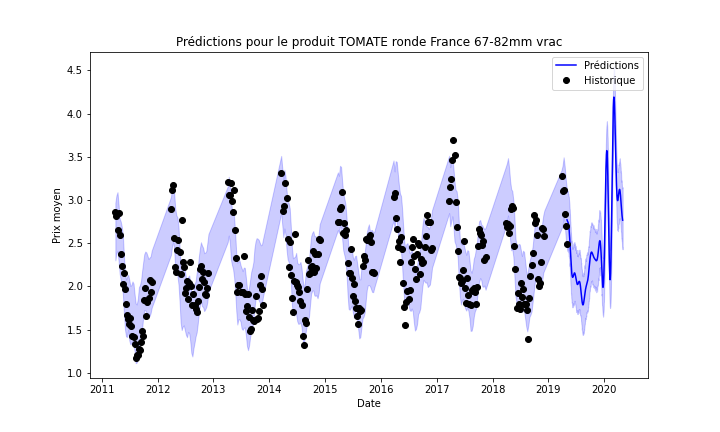 Prédictions pour le produit TOMATE ronde France 67-82mm vrac
Prédictions
Historique
Prix moyen
4.5
4.0
3.5
3.0
2.5
2.0
1.5
1.0
2011 2012 2013 2014 2015 2016 2017 2018 2019 2020
Date